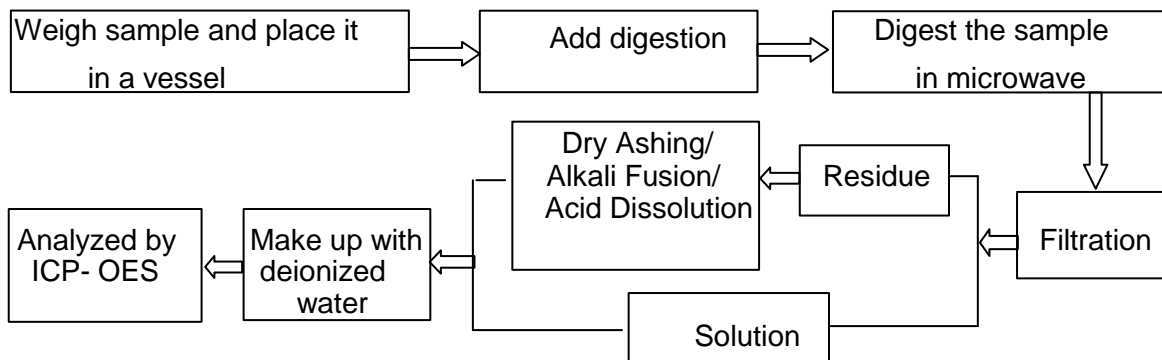 Weigh sample and place it
in a vessel
Add digestion
Digest the sample
in microwave
Dry Ashing/
Alkali Fusion/
Acid Dissolution
Residue
Filtration
Analyzed by
ICP- OES
Make up with
deionized
water
Solution